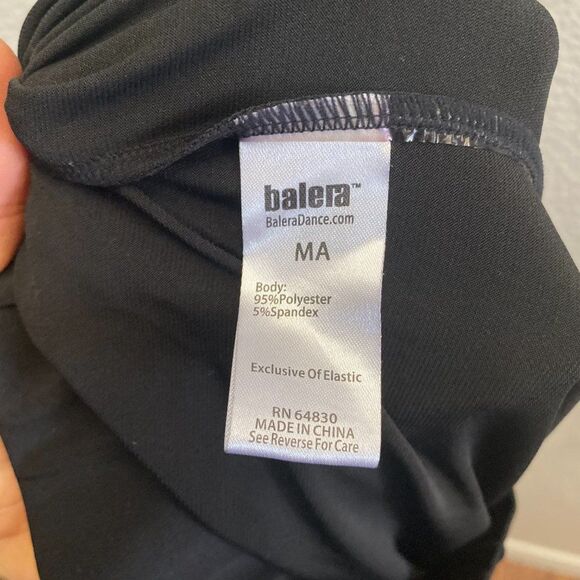 balera™
BaleraDance.com
MA
Body:
95%Polyester
5%Spandex
Exclusive Of Elastic
RN 64830
MADE IN CHINA
See Reverse For Care